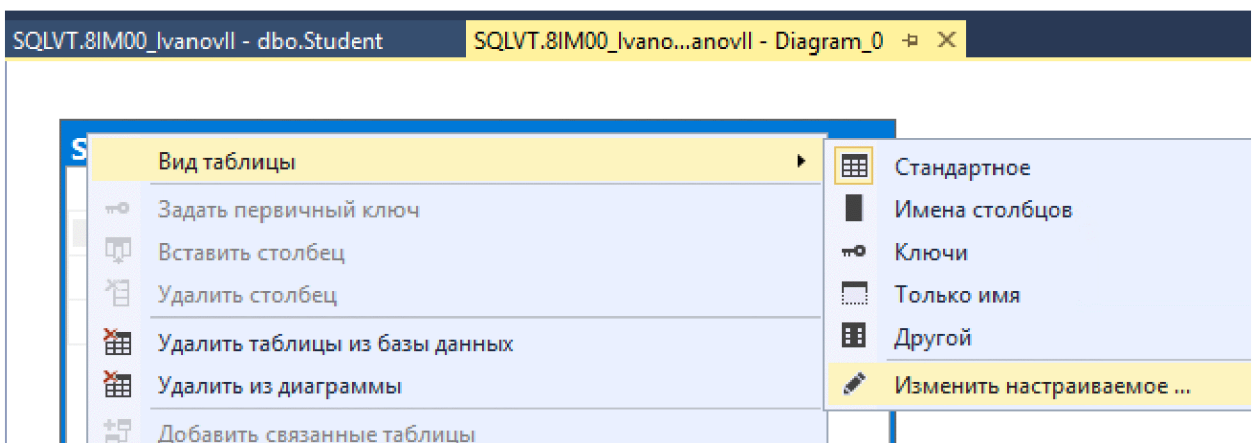 SQLVT.8IM00_IvanovII - dbo.Student
SQLVT.8IM00_Ivano...anovII - Diagram_0
S
Вид таблицы
Задать первичный ключ
Вставить столбец
Удалить столбец
Удалить таблицы из базы данных
Удалить из диаграммы
Добавить связанные таблицы
Стандартное
Имена столбцов
Ключи
Только имя
Другой
Изменить настраиваемое ...